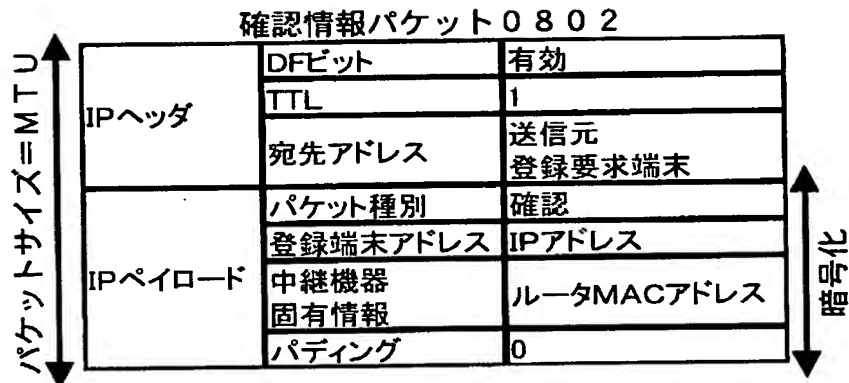 確認情報パケット0802
パケットサイズ=MTU
IPヘッダ
DFビット
有効
TTL
1
宛先アドレス
送信元
登録要求端末
IPペイロード
パケット種別
確認
登録端末アドレス
IPアドレス
中継機器
固有情報
ルータMACアドレス
パディング
0
暗号化